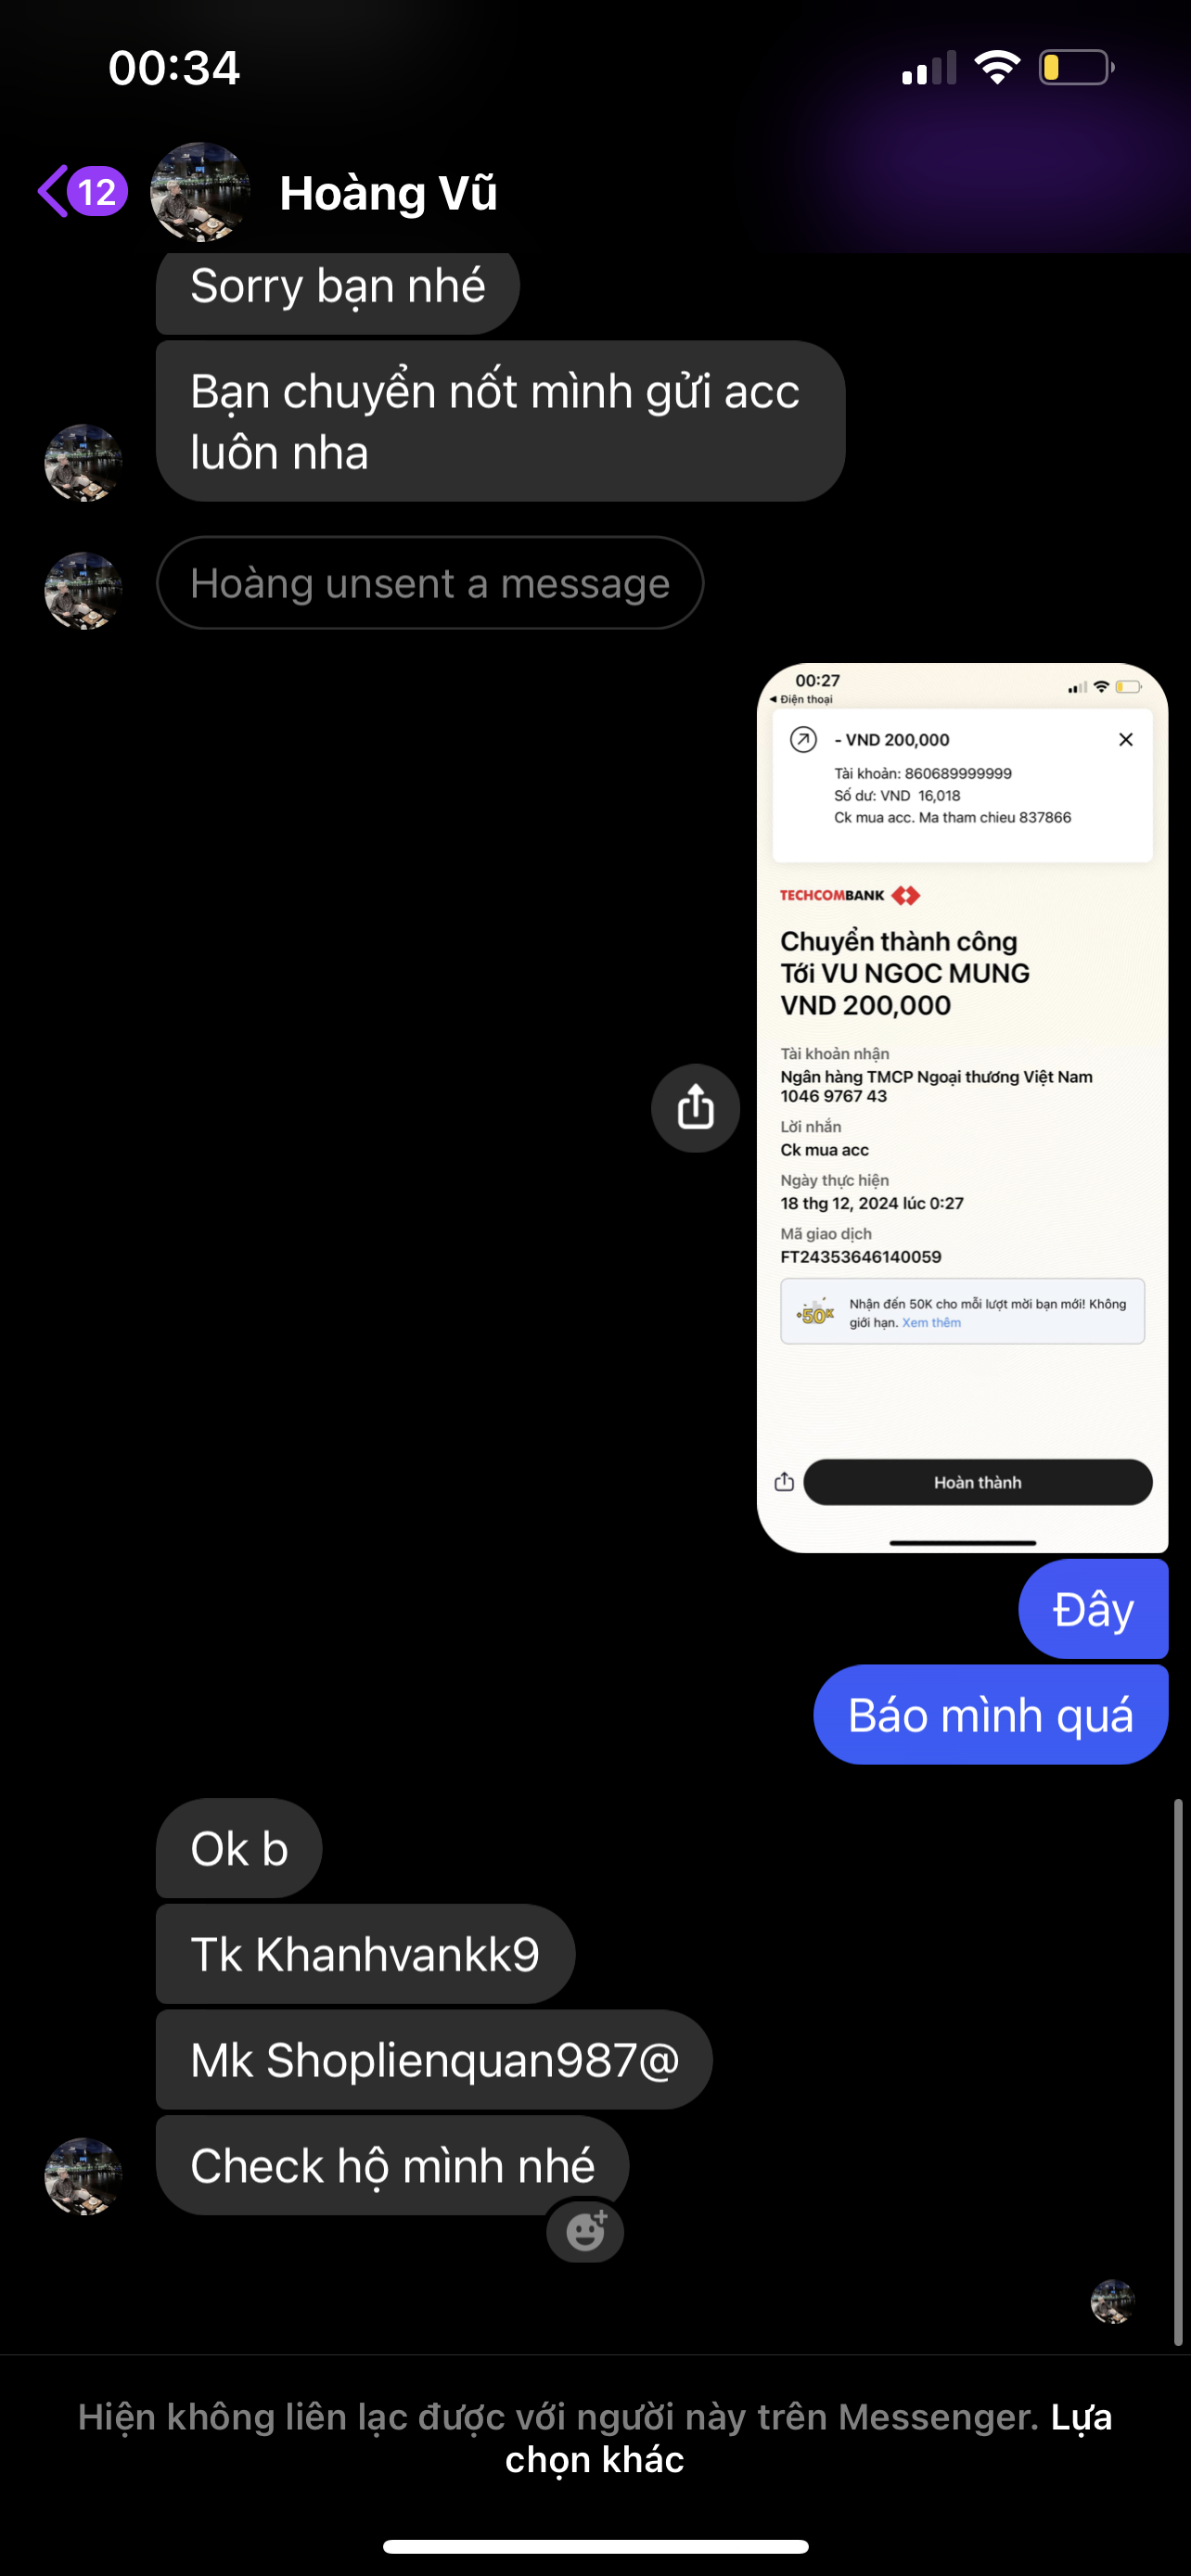 00:34
12
Hoàng Vũ
Sorry bạn nhé
Bạn chuyển nốt mình gửi acc
luôn nha
Hoàng unsent a message
00:27
Điện thoại
- VND 200,000
Tài khoản: 860689999999
Số dư: VND 16,018
Ck mua acc. Ma tham chieu 837866
TECHCOMBANK
Chuyển thành công
Tới VU NGOC MUNG
VND 200,000
Tài khoản nhận
Ngân hàng TMCP Ngoại thương Việt Nam
1046 9767 43
Lời nhắn
Ck mua acc
Ngày thực hiện
18 thg 12, 2024 lúc 0:27
Mã giao dịch
FT24353646140059
+50K
Nhận đến 50K cho mỗi lượt mời bạn mới! Không
giới hạn. Xem thêm
Hoàn thành
Đây
Báo mình quá
Ok b
Tk Khanhvankk9
Mk Shoplienquan987@
Check hộ mình nhé
Hiện không liên lạc được với người này trên Messenger. Lựa
chọn khác